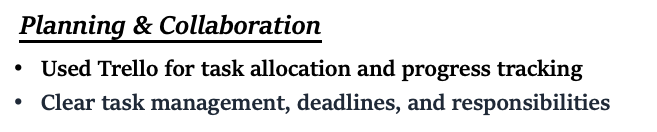 Planning & Collaboration
• Used Trello for task allocation and progress tracking
• Clear task management, deadlines, and responsibilities